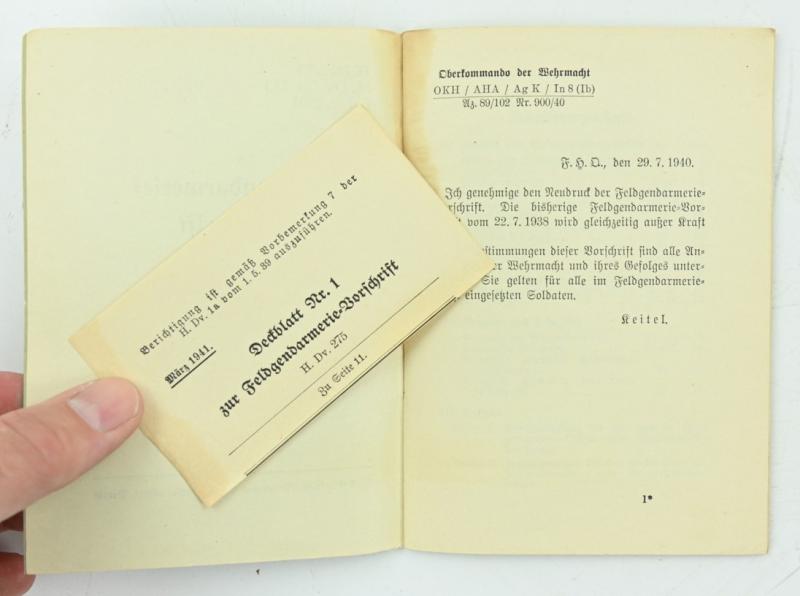 Berichtigung ist gemäß Vorbemerkung 7 der
H. Dv. 1a vom 1. 5. 39 auszuführen.
März 1941.
Deckblatt Nr. 1
zur Feldgendarmerie-Vorschrift
H. Dv. 275
Zu Seite 11.
Oberkommando der Wehrmacht
OKH / AHA / Ag K / In 8 (Ib)
Az. 89/102 Nr. 900/40
F. H. Q., den 29. 7. 1940.
Ich genehmige den Neudruck der Feldgendarmerie-
rschrift. Die bisherige Feldgendarmerie-Vor-
t vom 22. 7. 1938 wird gleichzeitig außer Kraft
stimmungen dieser Vorschrift sind alle An-
er Wehrmacht und ihres Gefolges unter-
Sie gelten für alle im Feldgendarmerie-
eingesetzten Soldaten.
Keitel.
1*